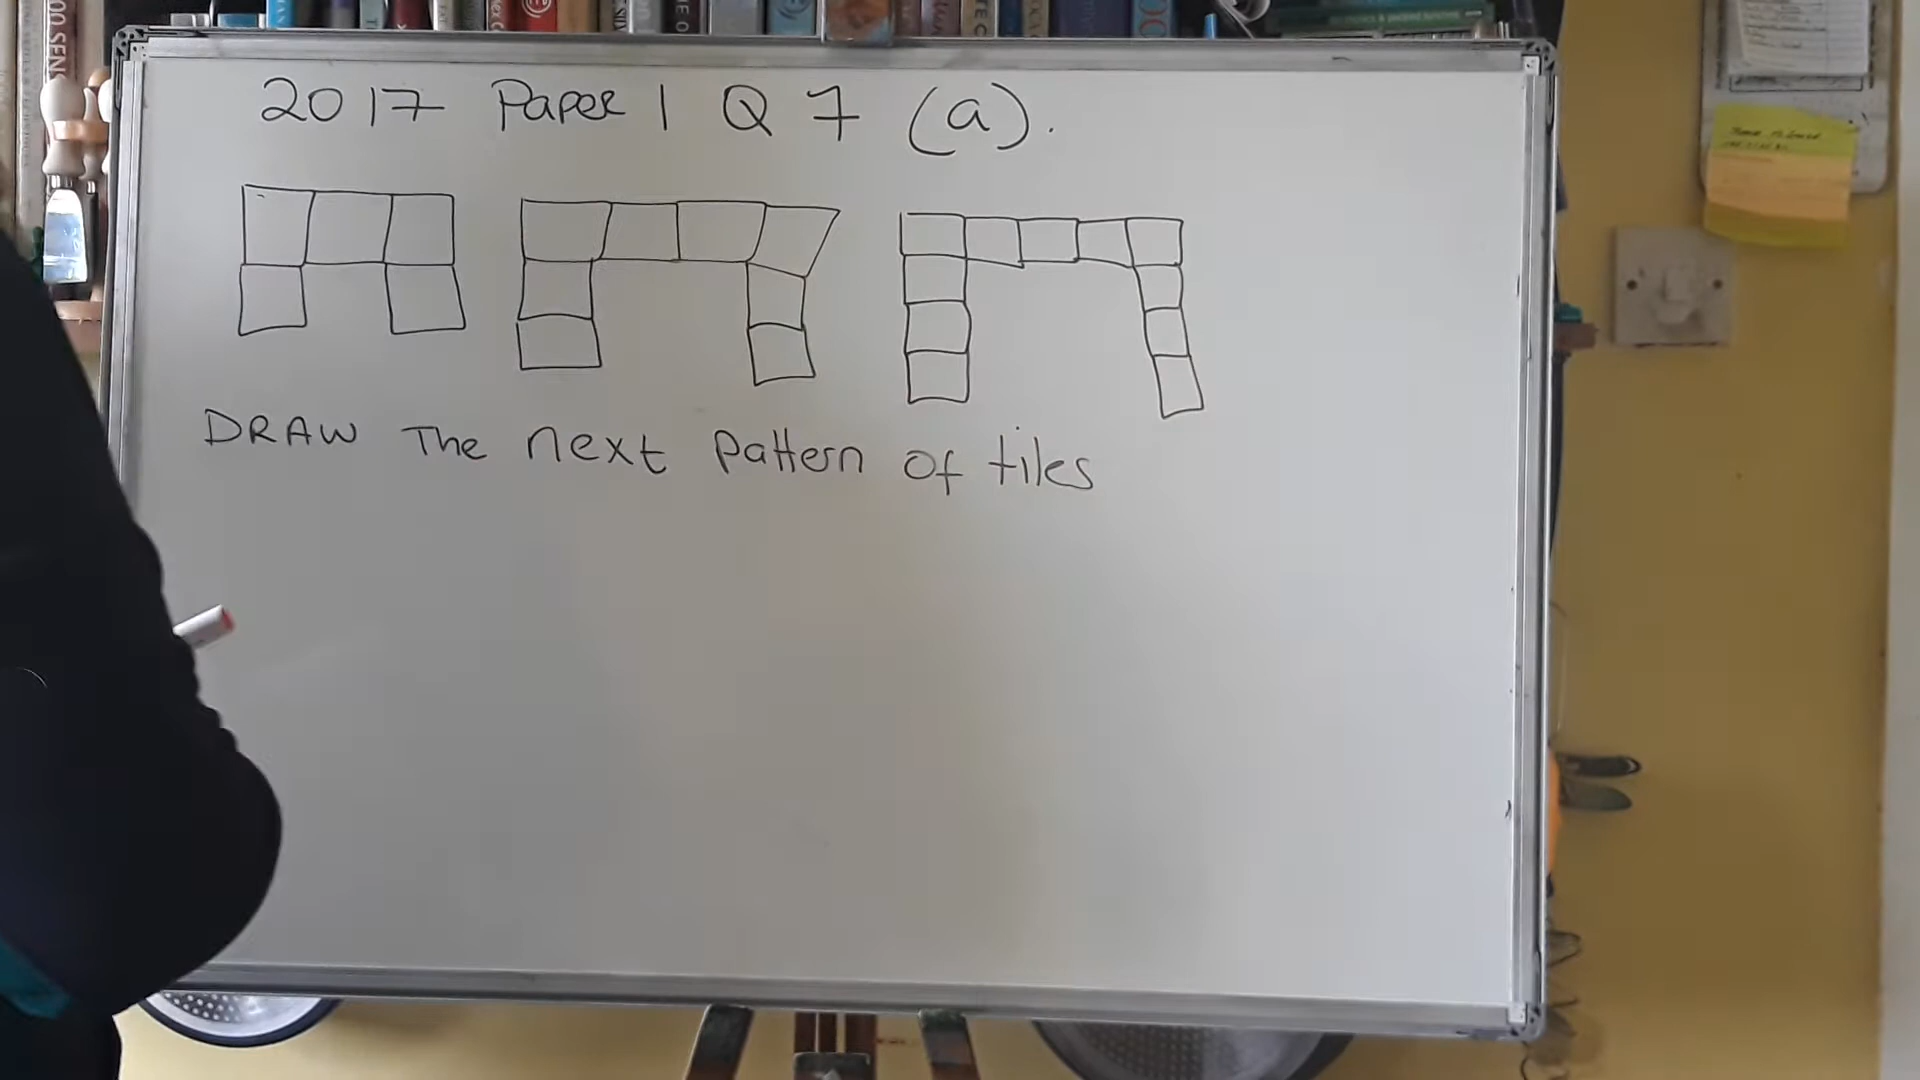 2017 Paper 1 Q 7 (a).
DRAW The next pattern of tiles